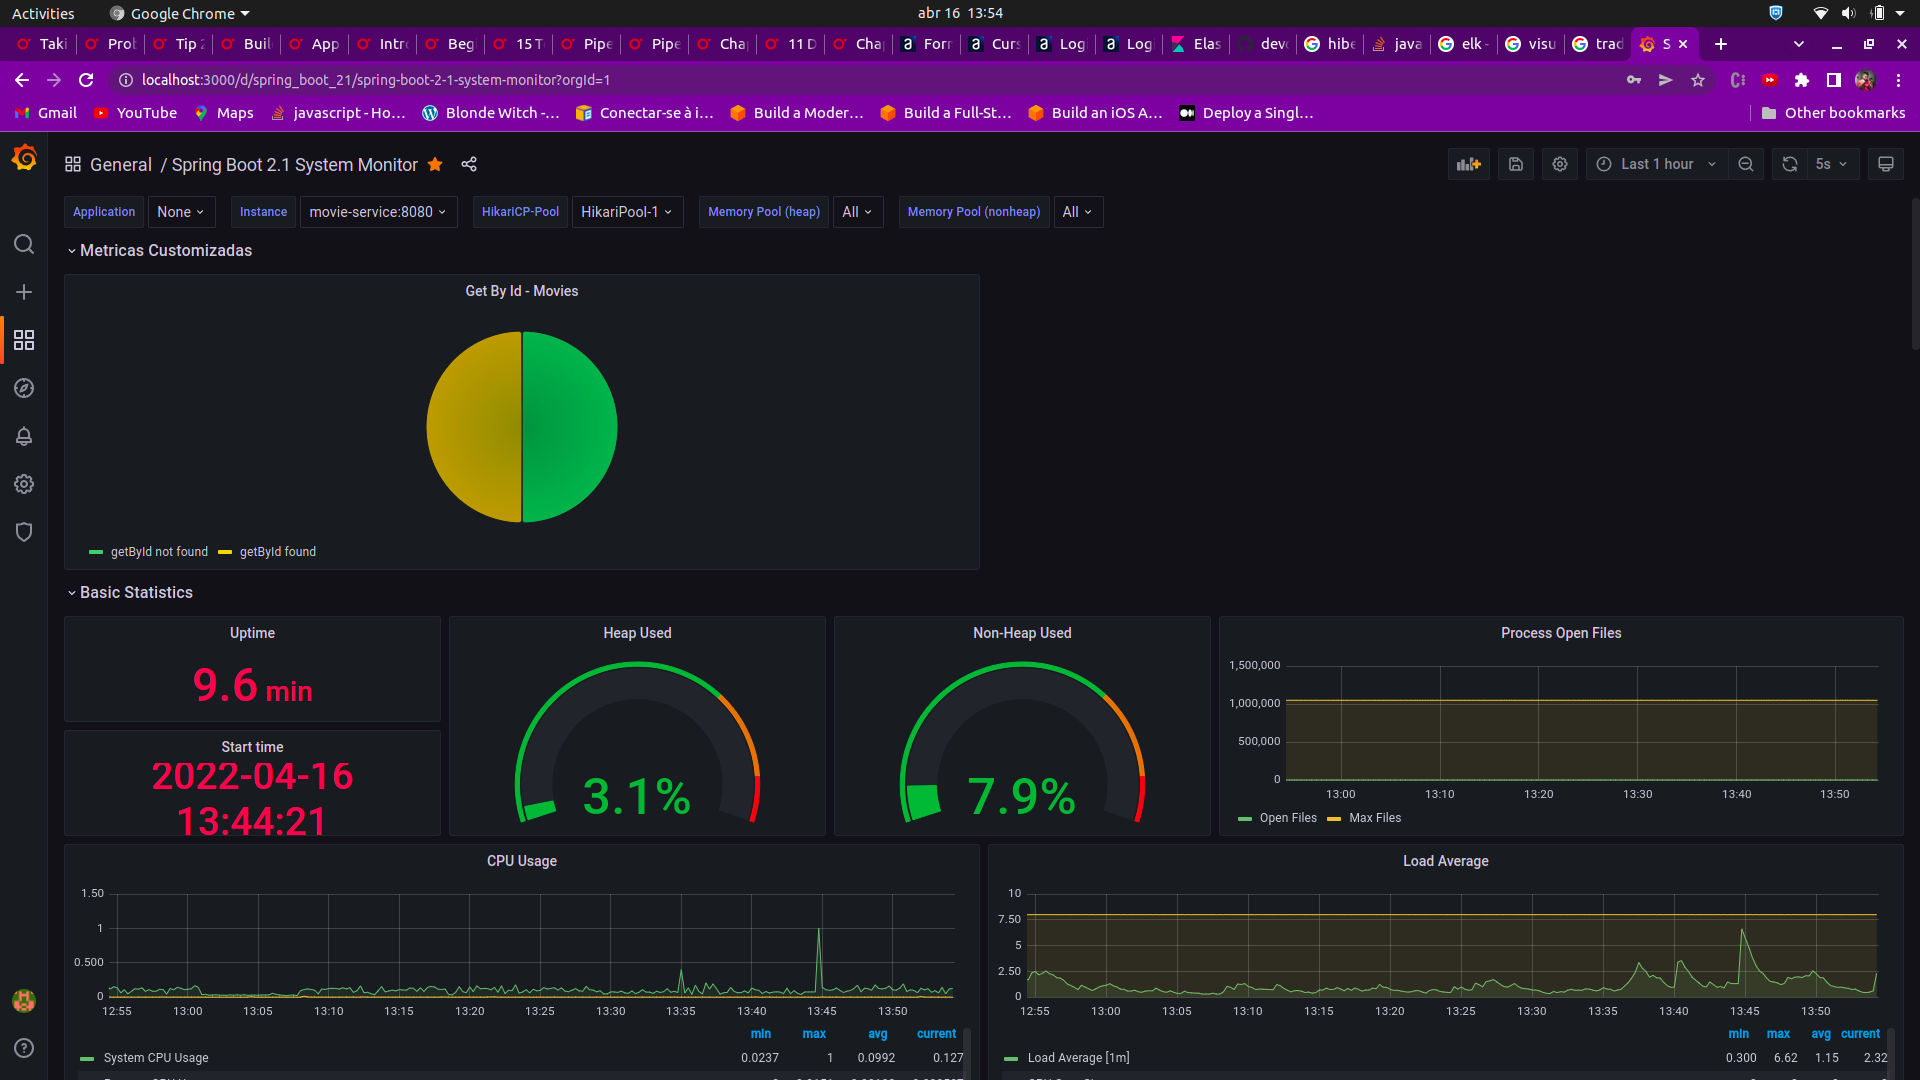 Activities Google Chrome abr 16 13:54
Taki Prob Tip 2 Buil App Intro Beg 15 T Pipe Pipe Chap 11 D Chap Forn Curs Log Log Elas deve hibe java elk - visu trad S
localhost:3000/d/spring_boot_21/spring-boot-2-1-system-monitor?orgId=1
Gmail YouTube Maps javascript - Ho... Blonde Witch -... Conectar-se à i... Build a Moder... Build a Full-St... Build an iOS A... Deploy a Singl... Other bookmarks
General / Spring Boot 2.1 System Monitor Last 1 hour 5s
Application None Instance movie-service:8080 HikariCP-Pool HikariPool-1 Memory Pool (heap) All Memory Pool (nonheap) All
Metricas Customizadas
Get By Id - Movies
getById not found getById found
Basic Statistics
Uptime
9.6 min
Start time
2022-04-16
13:44:21
Heap Used
3.1%
Non-Heap Used
7.9%
Process Open Files
1,500,000
1,000,000
500,000
0
13:00 13:10 13:20 13:30 13:40 13:50
Open Files Max Files
CPU Usage
1.50
1
0.500
0
12:55 13:00 13:05 13:10 13:15 13:20 13:25 13:30 13:35 13:40 13:45 13:50
min max avg current
System CPU Usage 0.0237 1 0.0992 0.127
Load Average
10
7.50
5
2.50
0
12:55 13:00 13:05 13:10 13:15 13:20 13:25 13:30 13:35 13:40 13:45 13:50
min max avg current
Load Average [1m] 0.300 6.62 1.15 2.32